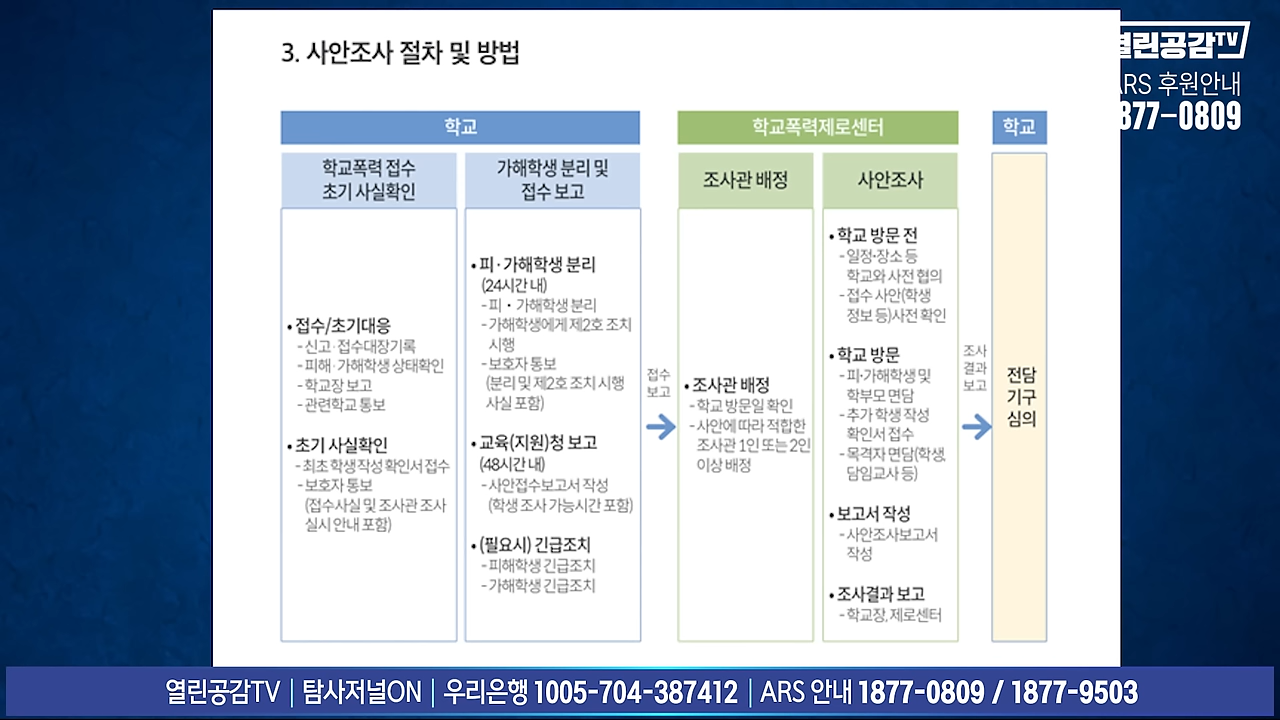 3. 사안조사 절차 및 방법
열린공감TV
ARS 후원안내
877-0809
학교
학교폭력 접수
초기 사실확인
• 접수/초기대응
- 신고·접수대장기록
- 피해·가해학생 상태확인
- 학교장 보고
- 관련학교 통보
• 초기 사실확인
- 최초 학생 작성 확인서 접수
- 보호자 통보
(접수사실 및 조사관 조사
실시 안내 포함)
가해학생 분리 및
접수 보고
• 피·가해학생 분리
(24시간 내)
- 피・가해학생 분리
- 가해학생에게 제2호 조치
시행
- 보호자 통보
(분리 및 제2호 조치 시행
사실 포함)
• 교육(지원)청 보고
(48시간 내)
- 사안접수보고서 작성
(학생 조사 가능시간 포함)
• (필요시) 긴급조치
- 피해학생 긴급조치
- 가해학생 긴급조치
접수
보고
학교폭력제로센터
조사관 배정
• 조사관 배정
- 학교 방문일 확인
- 사안에 따라 적합한
조사관 1인 또는 2인
이상 배정
사안조사
• 학교 방문 전
- 일정·장소 등
학교와 사전 협의
- 접수 사안(학생
정보 등)사전 확인
• 학교 방문
- 피·가해학생 및
학부모 면담
- 추가 학생 작성
확인서 접수
- 목격자 면담(학생,
담임교사 등)
• 보고서 작성
- 사안조사보고서
작성
• 조사결과 보고
- 학교장, 제로센터
조사
결과
보고
학교
전담
기구
심의
열린공감TV | 탐사저널ON | 우리은행 1005-704-387412 | ARS 안내 1877-0809 / 1877-9503